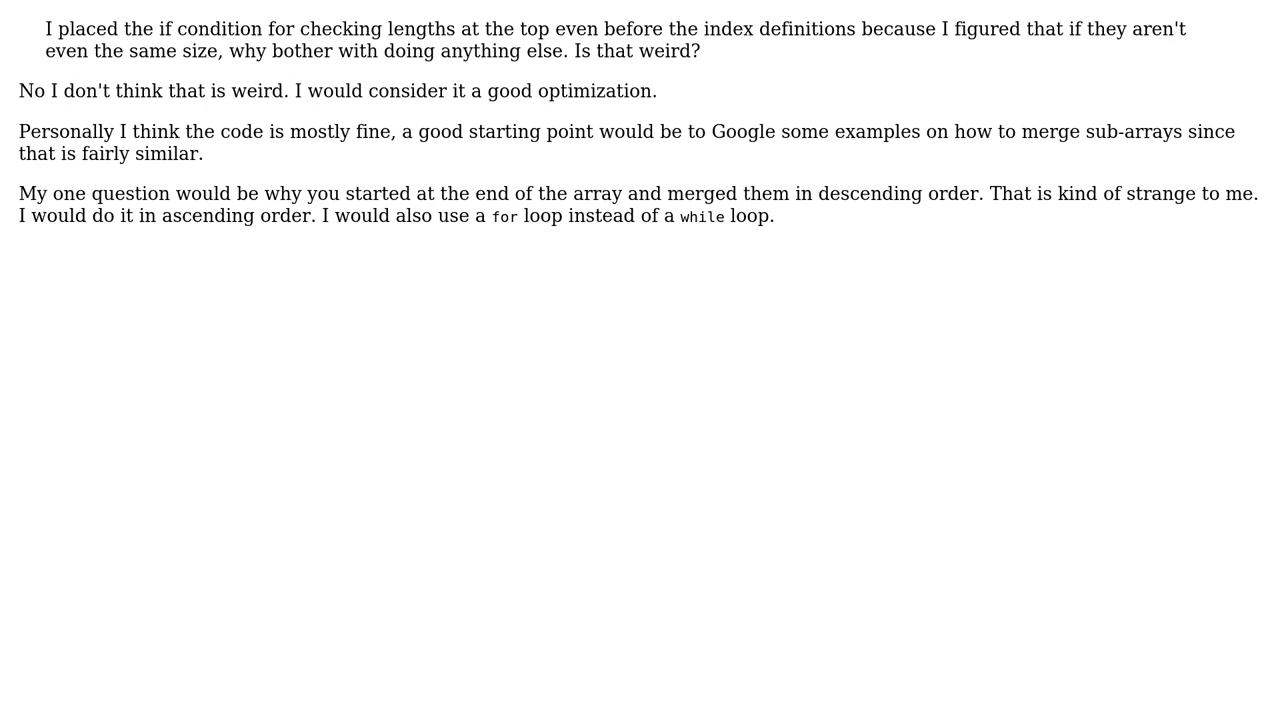 I placed the if condition for checking lengths at the top even before the index definitions because I figured that if they aren't
even the same size, why bother with doing anything else. Is that weird?
No I don't think that is weird. I would consider it a good optimization.
Personally I think the code is mostly fine, a good starting point would be to Google some examples on how to merge sub-arrays since
that is fairly similar.
My one question would be why you started at the end of the array and merged them in descending order. That is kind of strange to me.
I would do it in ascending order. I would also use a for loop instead of a while loop.